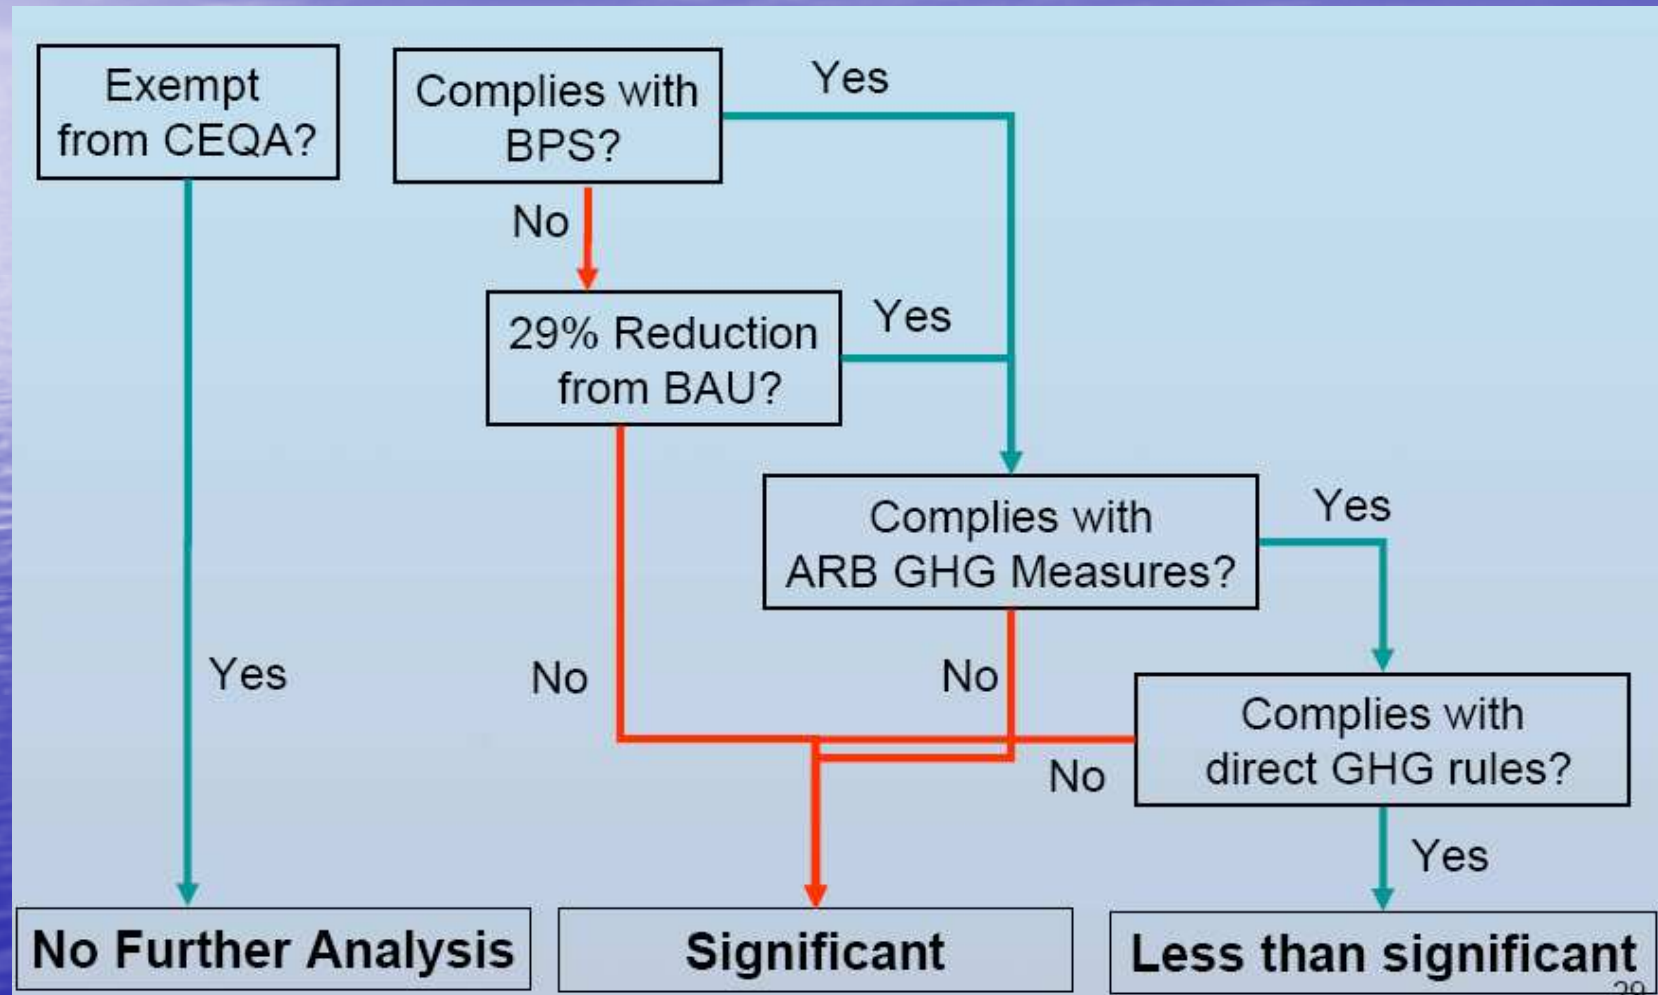 Exempt
from CEQA?
Complies with
BPS?
Yes
No
29% Reduction
from BAU?
Yes
Complies with
ARB GHG Measures?
Yes
Yes
No
No
Complies with
direct GHG rules?
No
Yes
No Further Analysis
Significant
Less than significant
29